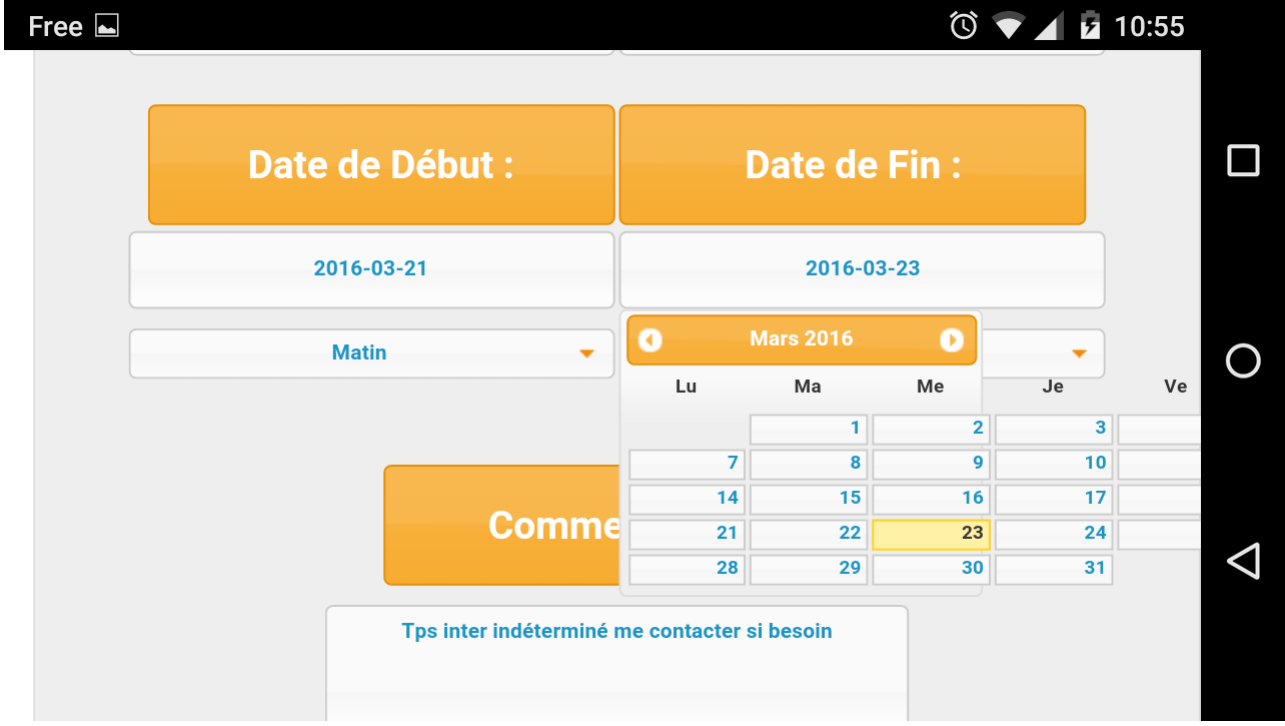 Free 10:55
Date de Début : Date de Fin :
2016-03-21 2016-03-23
Matin Mars 2016
Lu Ma Me Je Ve
1 2 3
7 8 9 10
14 15 16 17
Comme 21 22 23 24
28 29 30 31
Tps inter indéterminé me contacter si besoin